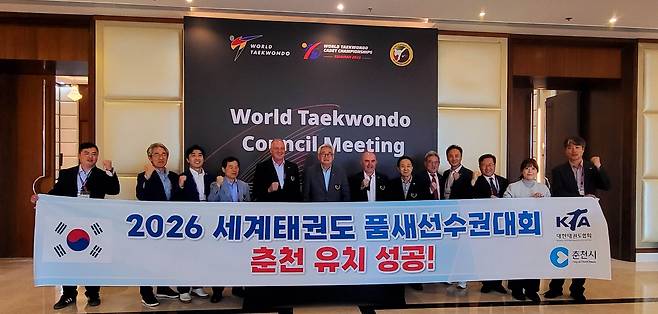 WORLD
TAEKWONDO
WORLD TAEKWONDO
CADET CHAMPIONSHIPS
World Taekwondo
Council Meeting
2026 세계태권도 품새선수권대회
춘천 유치 성공!
KTA
대한태권도협회
춘천시